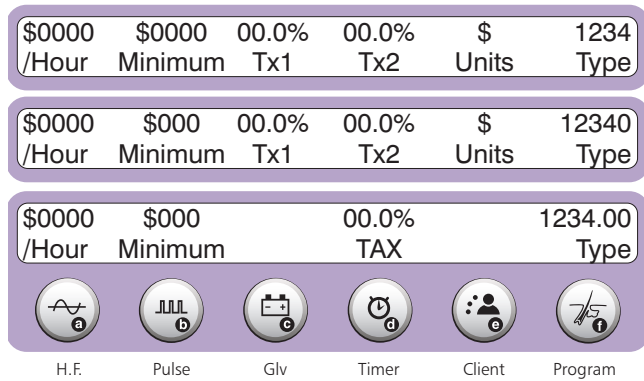 $0000 $0000 00.0% 00.0% $ 1234
/Hour Minimum Tx1 Tx2 Units Type
$0000 $000 00.0% 00.0% $ 12340
/Hour Minimum Tx1 Tx2 Units Type
$0000 $000 00.0% 1234.00
/Hour Minimum TAX Type
a b - + c d e f
H.F. Pulse Glv Timer Client Program